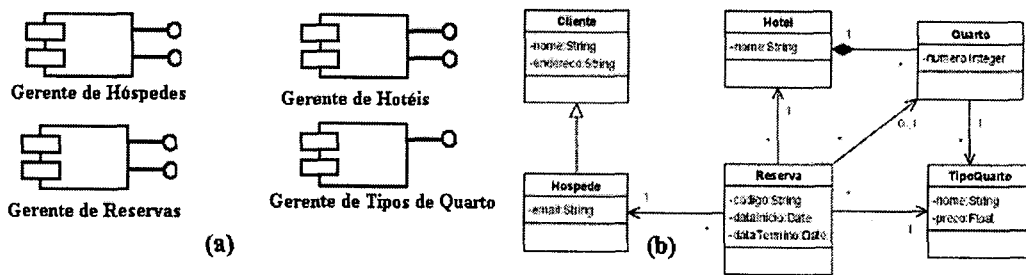 Gerente de Hóspedes
Gerente de Hotéis
Gerente de Reservas
Gerente de Tipos de Quarto
(a)
Cliente
-nome:String
-endereco:String
Hotel
-nome:String
1
*
Quarto
-numero:Integer
1
*
*
0..1
*
1
Hospede
-email:String
1
*
Reserva
-codigo:String
-dataInicio:Date
-dataTermino:Date
*
1
TipoQuarto
-nome:String
-preco:Float
(b)